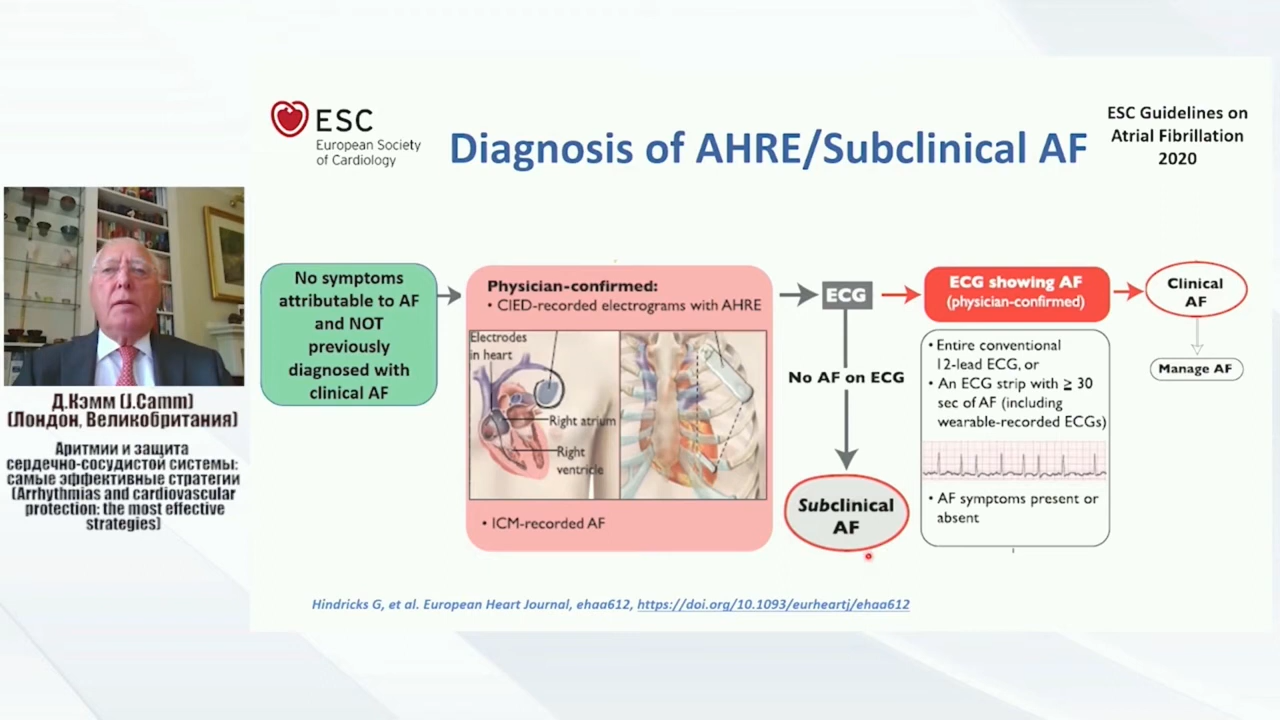 ESC
European Society
of Cardiology
Diagnosis of AHRE/Subclinical AF
ESC Guidelines on
Atrial Fibrillation
2020
Д.Кэмм (J.Camm)
(Лондон, Великобритания)
Аритмии и защита
сердечно-сосудистой системы:
самые эффективные стратегии
(Arrhythmias and cardiovascular
protection: the most effective
strategies)
No symptoms
attributable to AF
and NOT
previously
diagnosed with
clinical AF
Physician-confirmed:
• CIED-recorded electrograms with AHRE
Electrodes
in heart
Right atrium
Right
ventricle
• ICM-recorded AF
ECG
No AF on ECG
Subclinical
AF
ECG showing AF
(physician-confirmed)
• Entire conventional
12-lead ECG, or
• An ECG strip with ≥ 30
sec of AF (including
wearable-recorded ECGs)
• AF symptoms present or
absent
Clinical
AF
Manage AF
Hindricks G, et al. European Heart Journal, ehaa612, https://doi.org/10.1093/eurheartj/ehaa612